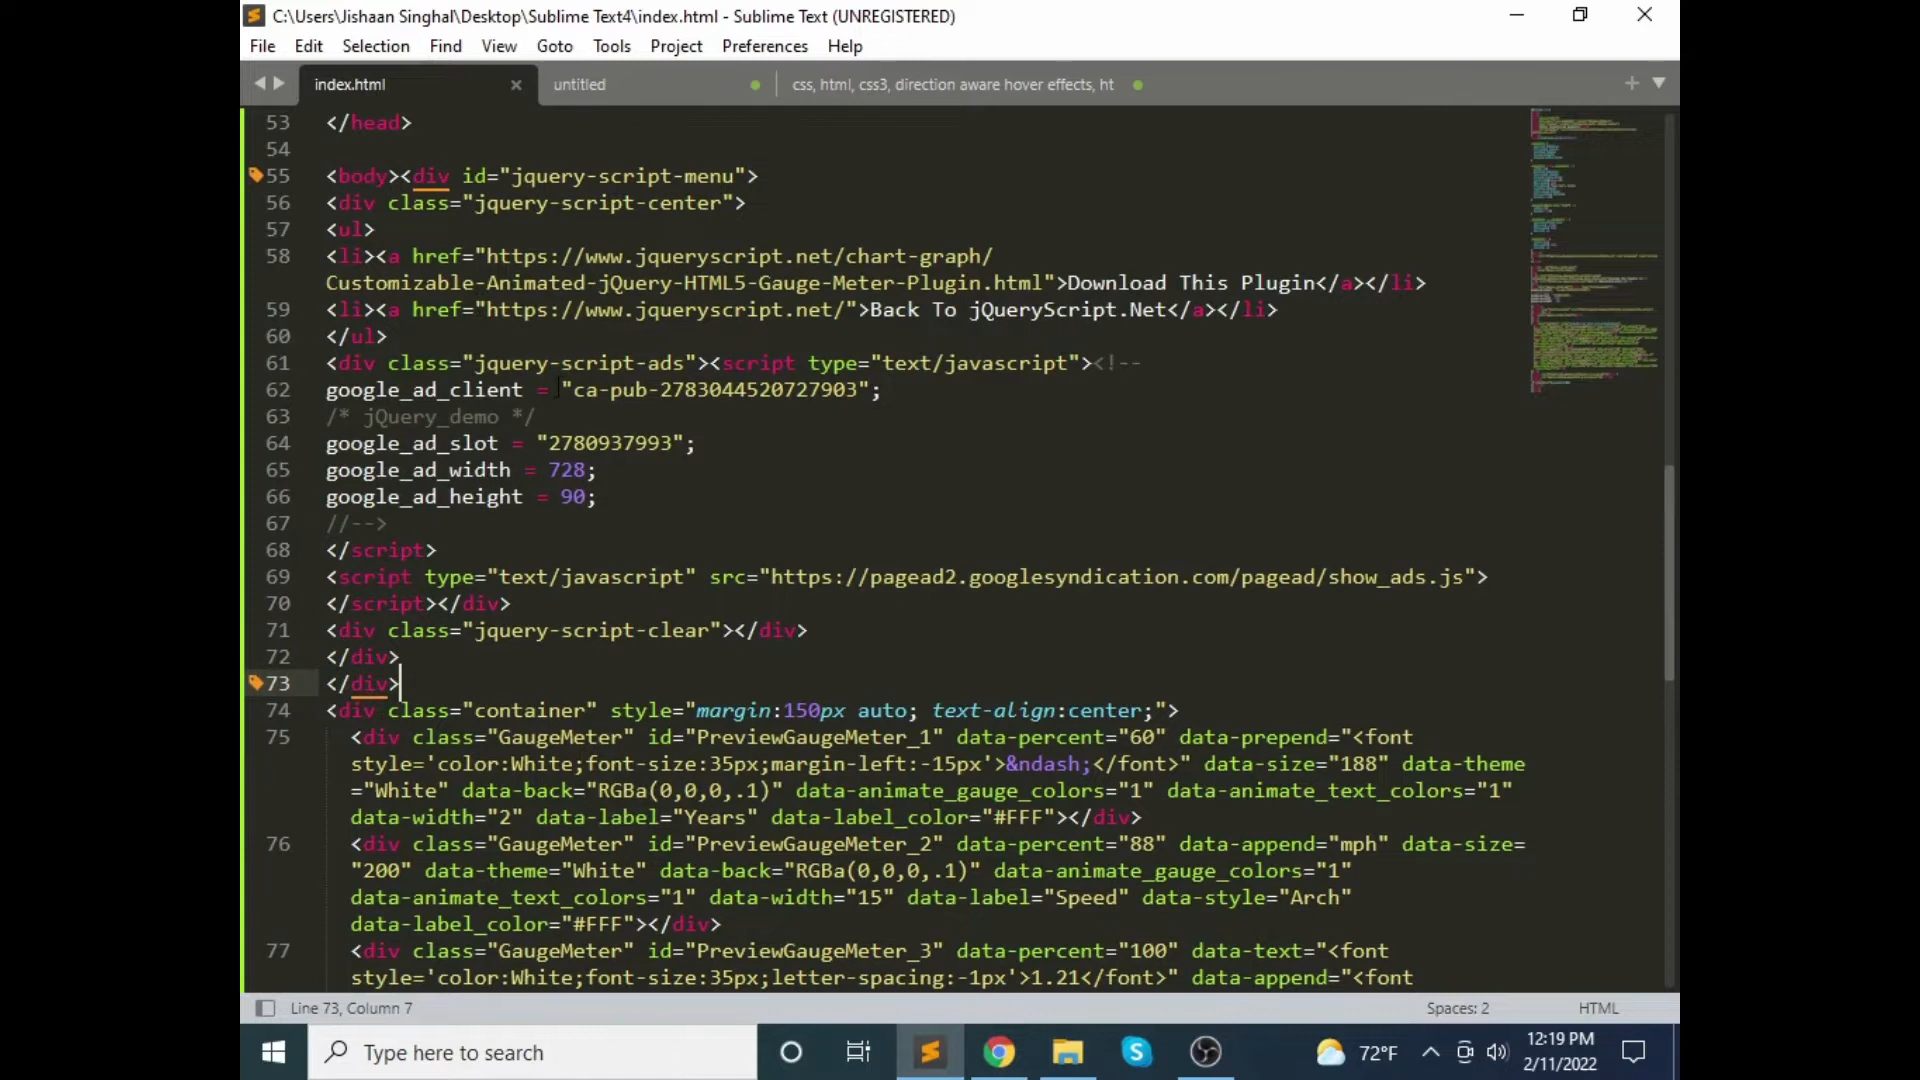 C:\Users\Jishaan Singhal\Desktop\Sublime Text4\index.html - Sublime Text (UNREGISTERED)
File Edit Selection Find View Goto Tools Project Preferences Help
index.html untitled css, html, css3, direction aware hover effects, ht
53 </head>
54
55 <body><div id="jquery-script-menu">
56 <div class="jquery-script-center">
57 <ul>
58 <li><a href="https://www.jqueryscript.net/chart-graph/
Customizable-Animated-jQuery-HTML5-Gauge-Meter-Plugin.html">Download This Plugin</a></li>
59 <li><a href="https://www.jqueryscript.net/">Back To jQueryScript.Net</a></li>
60 </ul>
61 <div class="jquery-script-ads"><script type="text/javascript"><!--
62 google_ad_client = "ca-pub-2783044520727903";
63 /* jQuery_demo */
64 google_ad_slot = "2780937993";
65 google_ad_width = 728;
66 google_ad_height = 90;
67 //-->
68 </script>
69 <script type="text/javascript" src="https://pagead2.googlesyndication.com/pagead/show_ads.js">
70 </script></div>
71 <div class="jquery-script-clear"></div>
72 </div>
73 </div>
74 <div class="container" style="margin:150px auto; text-align:center;">
75 <div class="GaugeMeter" id="PreviewGaugeMeter_1" data-percent="60" data-prepend="<font
style='color:White;font-size:35px;margin-left:-15px'>&ndash;</font>" data-size="188" data-theme
="White" data-back="RGBa(0,0,0,.1)" data-animate_gauge_colors="1" data-animate_text_colors="1"
data-width="2" data-label="Years" data-label_color="#FFF"></div>
76 <div class="GaugeMeter" id="PreviewGaugeMeter_2" data-percent="88" data-append="mph" data-size=
"200" data-theme="White" data-back="RGBa(0,0,0,.1)" data-animate_gauge_colors="1"
data-animate_text_colors="1" data-width="15" data-label="Speed" data-style="Arch"
data-label_color="#FFF"></div>
77 <div class="GaugeMeter" id="PreviewGaugeMeter_3" data-percent="100" data-text="<font
style='color:White;font-size:35px;letter-spacing:-1px'>1.21</font>" data-append="<font
Line 73, Column 7 Spaces: 2 HTML
Type here to search 72°F 12:19 PM
2/11/2022